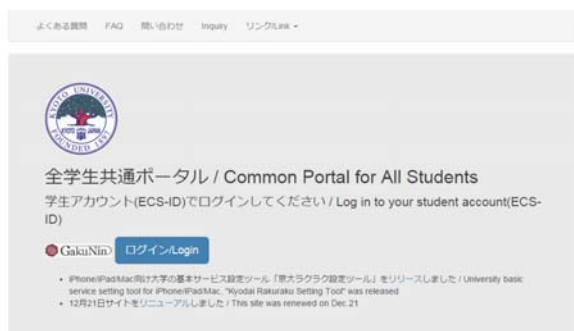 よくある質問 FAQ 問い合わせ Inquiry リンク/Link
KYOTO UNIVERSITY
KYOTO JAPAN
FOUNDED 1897
全学生共通ポータル / Common Portal for All Students
学生アカウント(ECS-ID)でログインしてください / Log in to your student account(ECS-
ID)
GakuNin ログイン/Login
iPhone/iPad/Mac向け大学の基本サービス設定ツール「京大ラクラク設定ツール」をリリースしました / University basic
service setting tool for iPhone/iPad/Mac, "Kyodai Rakuraku Setting Tool" was released
12月21日サイトをリニューアルしました / This site was renewed on Dec.21